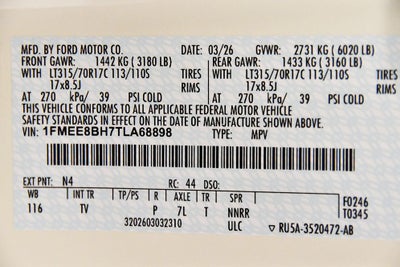 MFD. BY FORD MOTOR CO. DATE: 03/26 GVWR: 2731 KG (6020 LB)
FRONT GAWR: 1442 KG (3180 LB) REAR GAWR: 1433 KG (3160 LB)
WITH LT315/70R17C 113/110S TIRES WITH LT315/70R17C 113/110S TIRES
17x8.5J RIMS 17x8.5J RIMS
AT 270 kPa/ 39 PSI COLD AT 270 kPa/ 39 PSI COLD
THIS VEHICLE CONFORMS TO ALL APPLICABLE FEDERAL MOTOR VEHICLE
SAFETY STANDARDS IN EFFECT ON THE DATE OF MANUFACTURE SHOWN ABOVE.
VIN: 1FMEE8BH7TLA68898 TYPE: MPV
EXT PNT: N4 RC: 44 DSO:
WB TP/PS R AXLE TR SPR F0246
116 TV P 7L T NNRR T0345
3202603032310 ULC ▽ RU5A-3520472-AB